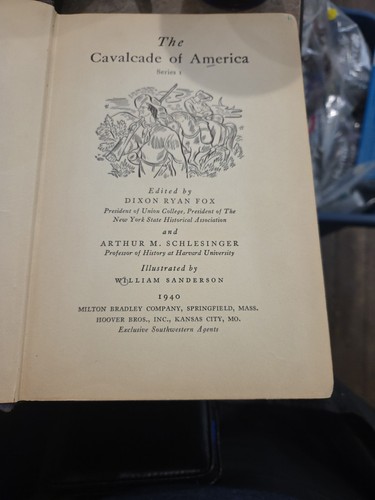 The
Cavalcade of America
Series 1
Edited by
DIXON RYAN FOX
President of Union College, President of The
New York State Historical Association
and
ARTHUR M. SCHLESINGER
Professor of History at Harvard University
Illustrated by
WILLIAM SANDERSON
1940
MILTON BRADLEY COMPANY, SPRINGFIELD, MASS.
HOOVER BROS., INC., KANSAS CITY, MO.
Exclusive Southwestern Agents